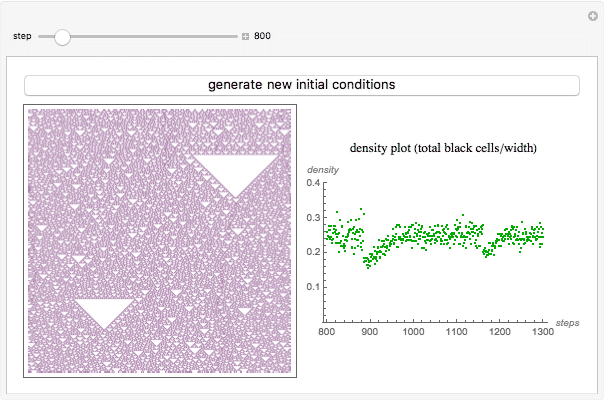 step 800
generate new initial conditions
density plot (total black cells/width)
density
0.4
0.3
0.2
0.1
800 900 1000 1100 1200 1300
steps